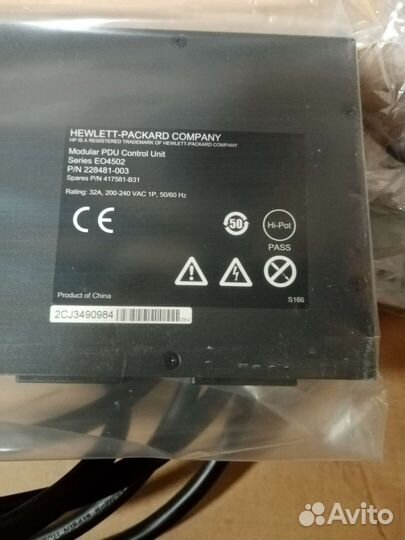 HEWLETT-PACKARD COMPANY
HP IS A REGISTERED TRADEMARK OF HEWLETT-PACKARD COMPANY
Modular PDU Control Unit
Series EO4502
P/N 228481-003
Spares P/N 417581-B31
Rating: 32A, 200-240 VAC 1P, 50/60 Hz
CE
50
Hi-Pot
PASS
Product of China
S166
2CJ3490984
Avito